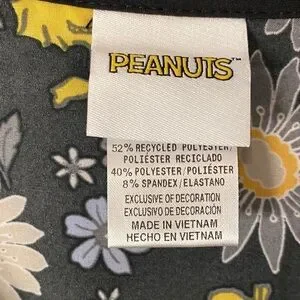 PEANUTS™
52% RECYCLED POLYESTER/
POLIÉSTER RECICLADO
40% POLYESTER/POLIÉSTER
8% SPANDEX/ELASTANO
EXCLUSIVE OF DECORATION
EXCLUSIVO DE DECORACIÓN
MADE IN VIETNAM
HECHO EN VIETNAM